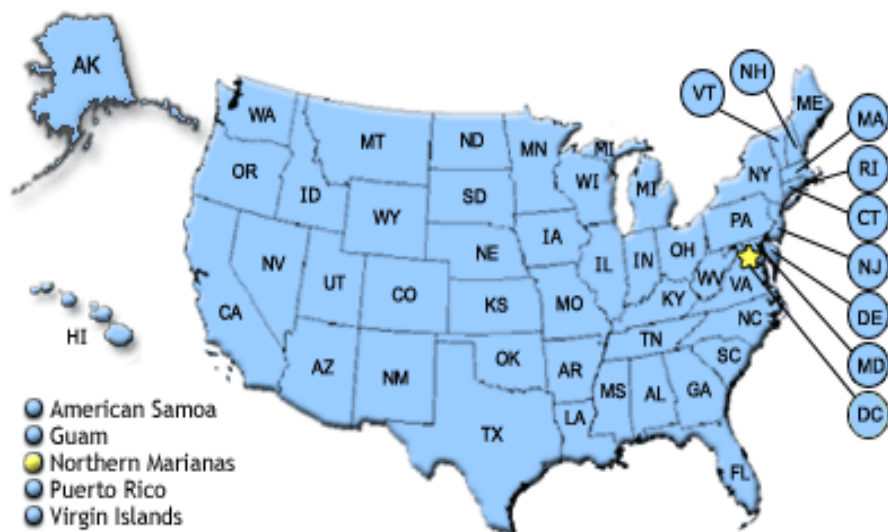 AK
WA
MT
ND
MN
MI
WI
MI
OR
ID
WY
SD
NE
IA
IL
IN
OH
PA
NY
ME
NH
VT
MA
RI
CT
NJ
DE
MD
DC
NV
UT
CO
KS
MO
KY
WV
VA
CA
AZ
NM
OK
AR
TN
NC
SC
MS
AL
GA
LA
TX
FL
HI
American Samoa
Guam
Northern Marianas
Puerto Rico
Virgin Islands